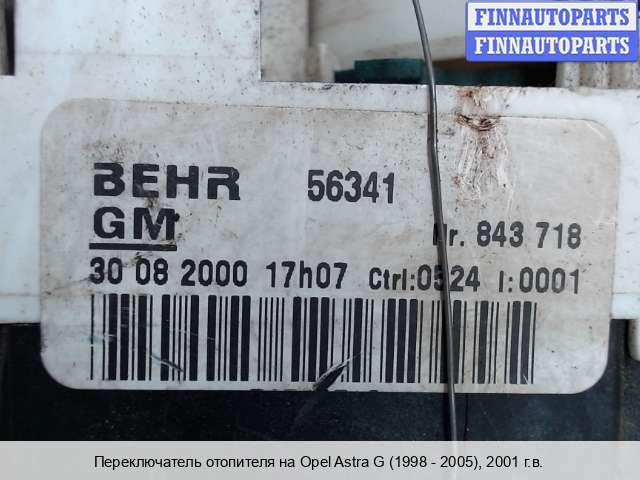 FINNAUTOPARTS
FINNAUTOPARTS
BEHR 56341
GM Nr. 843 718
30 08 2000 17h07 Ctrl:0524 I:0001
Переключатель отопителя на Opel Astra G (1998 - 2005), 2001 г.в.